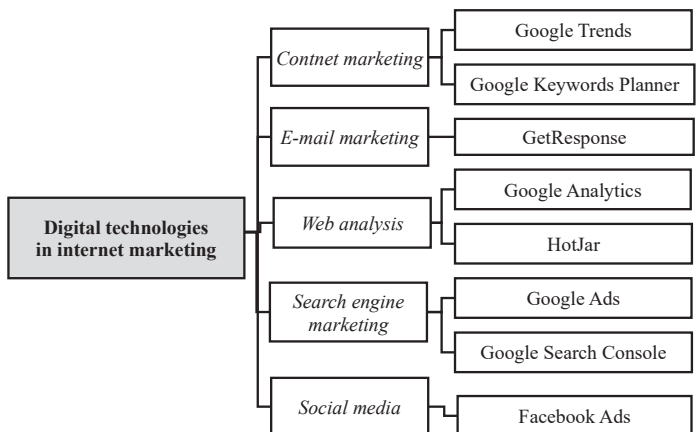 Digital technologies
in internet marketing
Contnet marketing
Google Trends
Google Keywords Planner
E-mail marketing
GetResponse
Web analysis
Google Analytics
HotJar
Search engine
marketing
Google Ads
Google Search Console
Social media
Facebook Ads